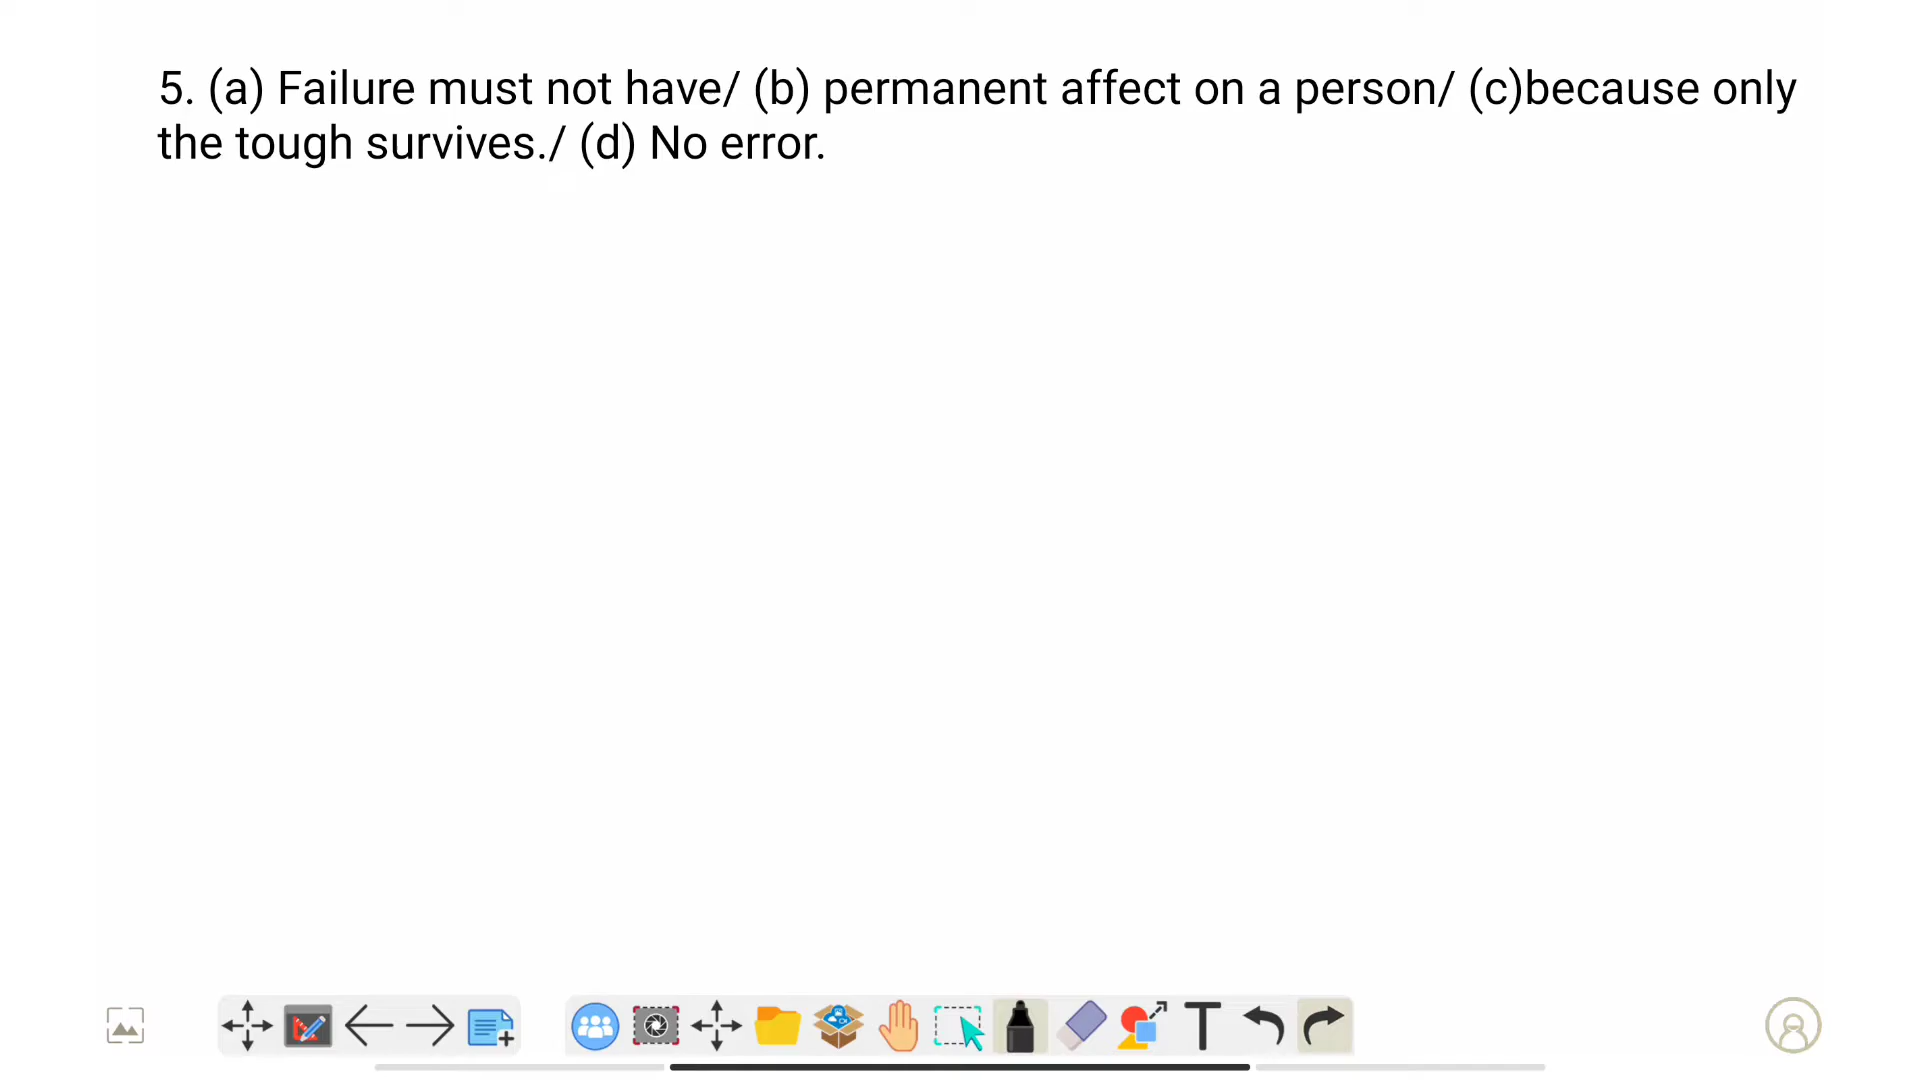 5. (a) Failure must not have/ (b) permanent affect on a person/ (c)because only
the tough survives./ (d) No error.